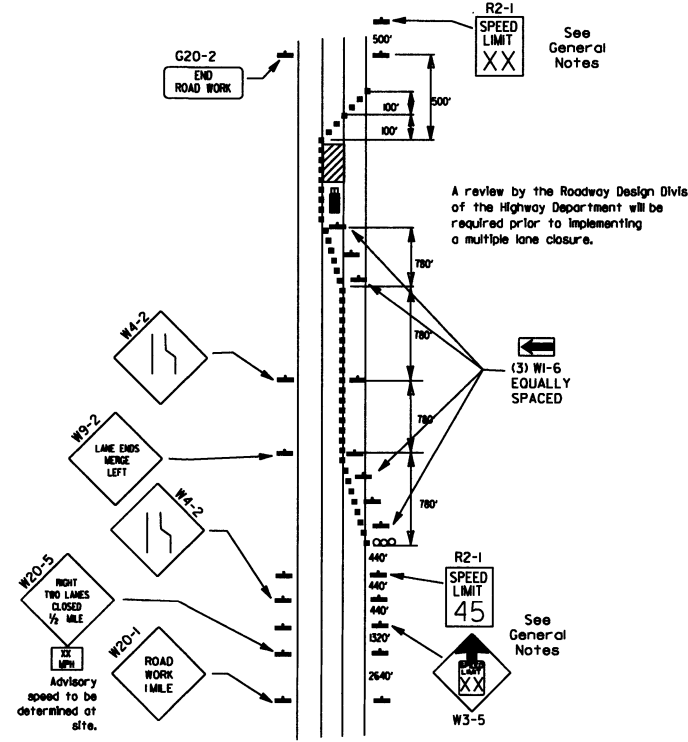 R2-1
SPEED
LIMIT
XX
See
General
Notes
500'
G20-2
END
ROAD WORK
500'
100'
100'
A review by the Roadway Design Divis
of the Highway Department will be
required prior to implementing
a multiple lane closure.
780'
780'
W4-2
(3) W1-6
EQUALLY
SPACED
W9-2
LANE ENDS
MERGE
LEFT
780'
W4-2
780'
440'
R2-1
SPEED
LIMIT
45
440'
440'
W20-5
RIGHT
TWO LANES
CLOSED
½ MILE
XX
MPH
Advisory
speed to be
determined at
site.
See
General
Notes
1320'
W20-1
ROAD
WORK
1 MILE
2640'
SPEED
LIMIT
XX
W3-5